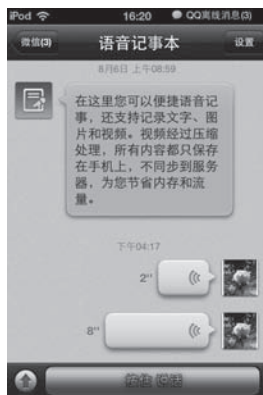 iPod 16:20 QQ离线消息(3)
微信(3) 语音记事本 设置
8月6日 上午08:59
在这里您可以便捷语音记
事，还支持记录文字、图
片和视频。视频经过压缩
处理，所有内容都只保存
在手机上，不同步到服务
器，为您节省内存和流
量。
下午04:17
2''
8''
按住 说话